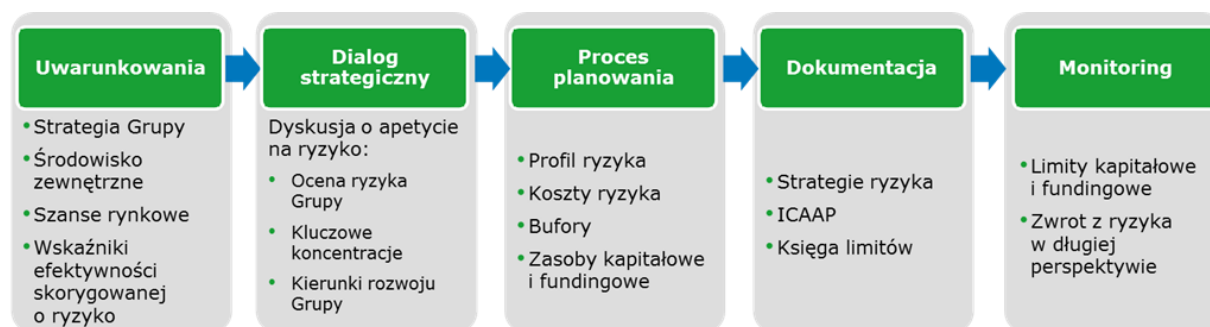 Uwarunkowania
• Strategia Grupy
• Środowisko
zewnętrzne
• Szanse rynkowe
• Wskaźniki
efektywności
skorygowanej
o ryzyko
Dialog
strategiczny
Dyskusja o apetycie
na ryzyko:
• Ocena ryzyka
Grupy
• Kluczowe
koncentracje
• Kierunki rozwoju
Grupy
Proces
planowania
• Profil ryzyka
• Koszty ryzyka
• Bufory
• Zasoby kapitałowe
i fundingowe
Dokumentacja
• Strategie ryzyka
• ICAAP
• Księga limitów
Monitoring
• Limity kapitałowe
i fundingowe
• Zwrot z ryzyka
w długiej
perspektywie